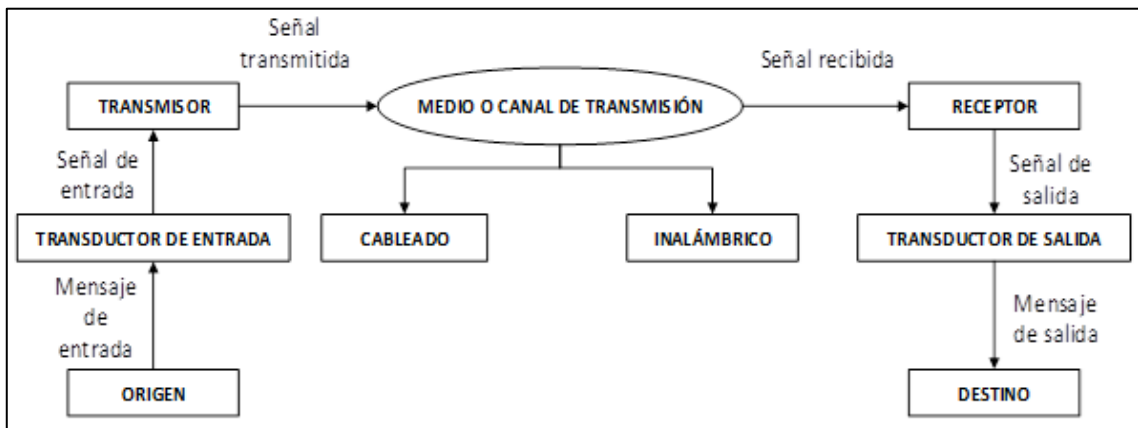 Señal
transmitida
Señal recibida
TRANSMISOR
MEDIO O CANAL DE TRANSMISIÓN
RECEPTOR
Señal de
entrada
Señal de
salida
TRANSDUCTOR DE ENTRADA
CABLEADO
INALÁMBRICO
TRANSDUCTOR DE SALIDA
Mensaje
de
entrada
Mensaje
de salida
ORIGEN
DESTINO